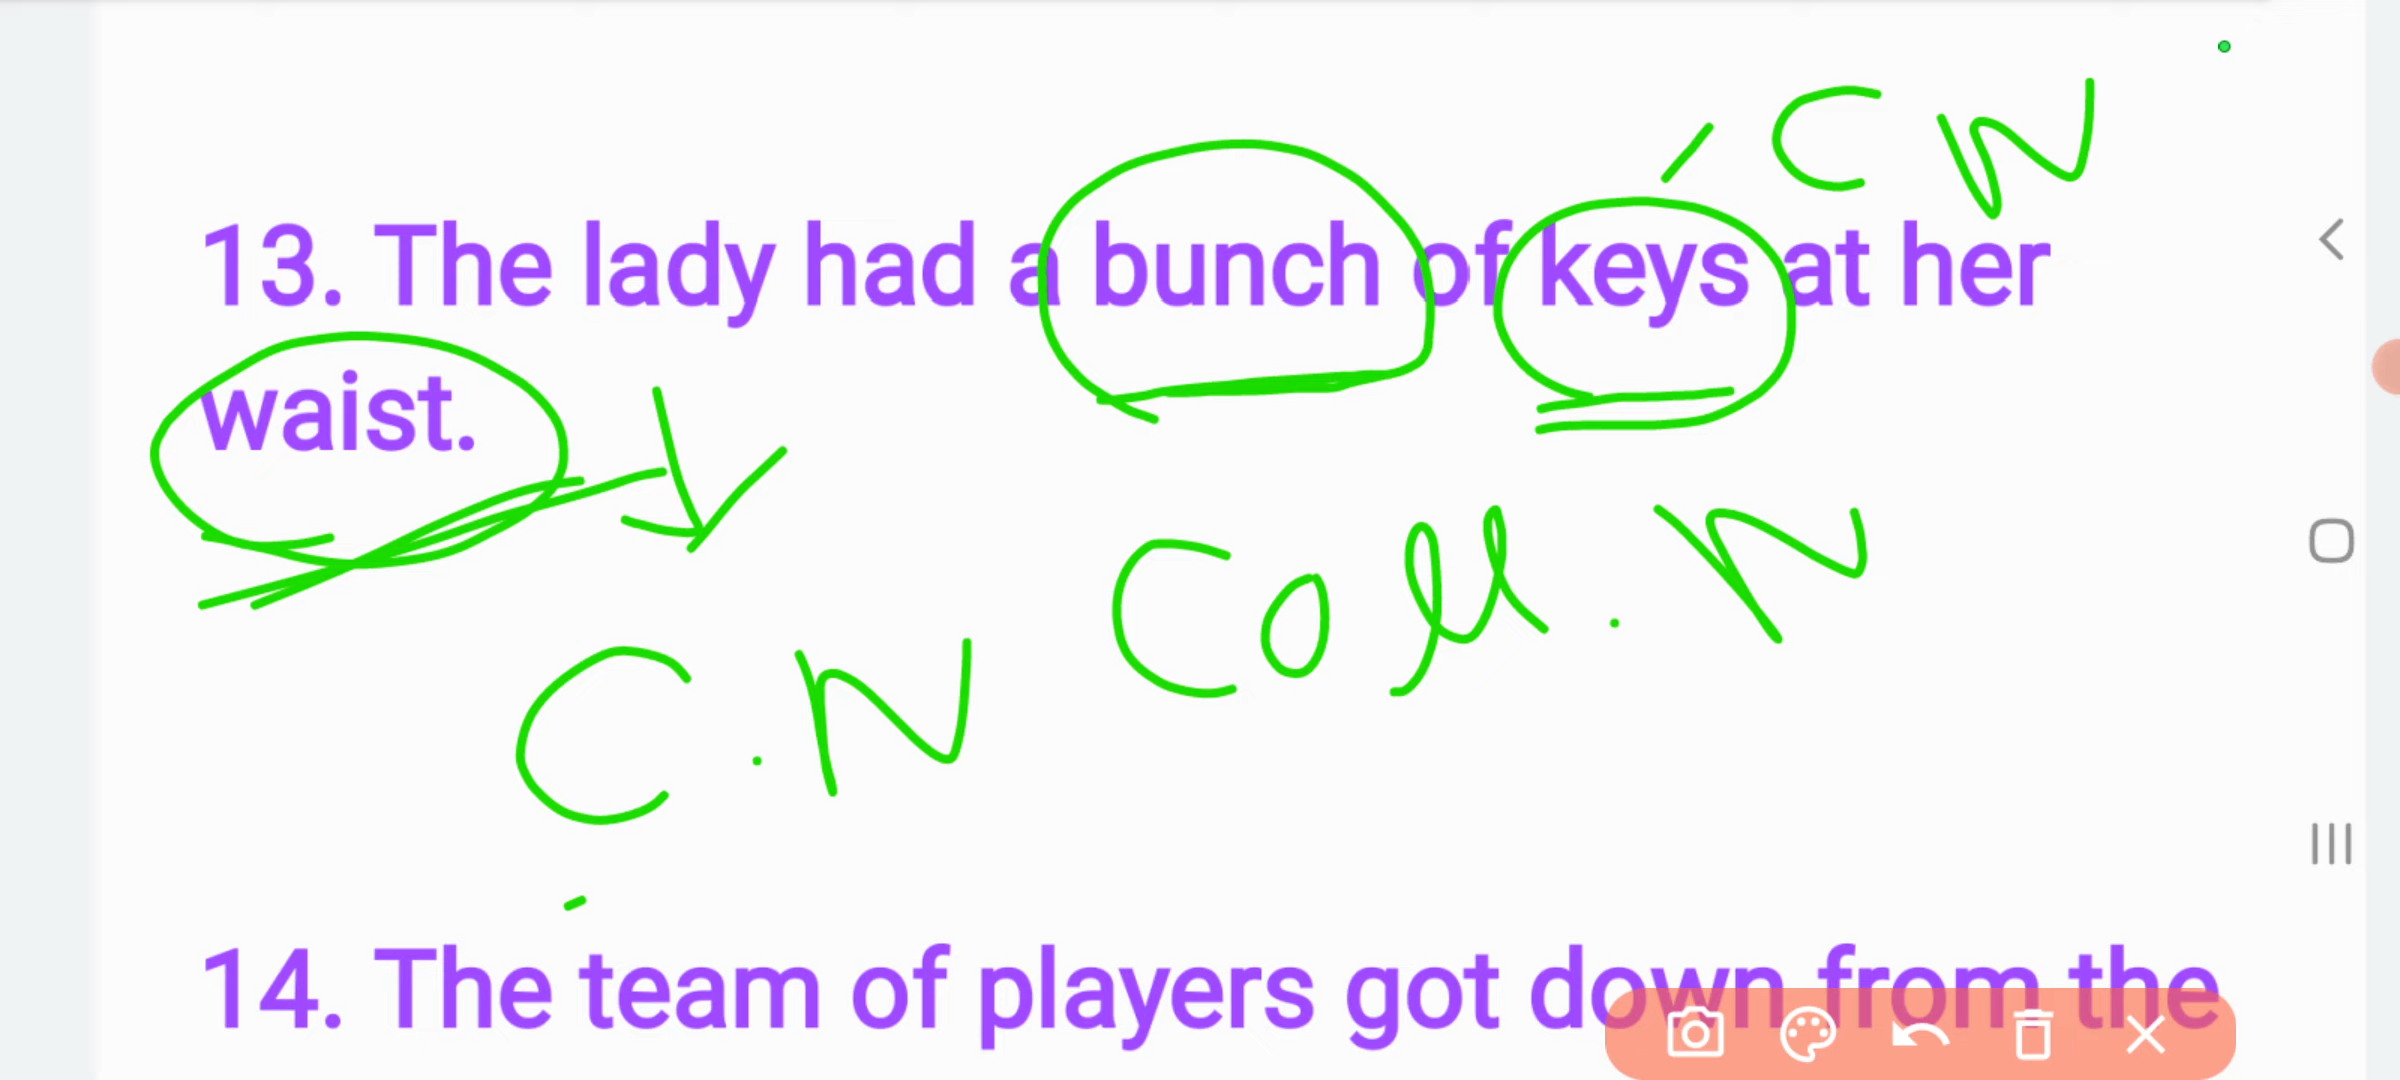 CN
13. The lady had a bunch of keys at her
waist.
Coll. N
C.N
14. The team of players got down from the